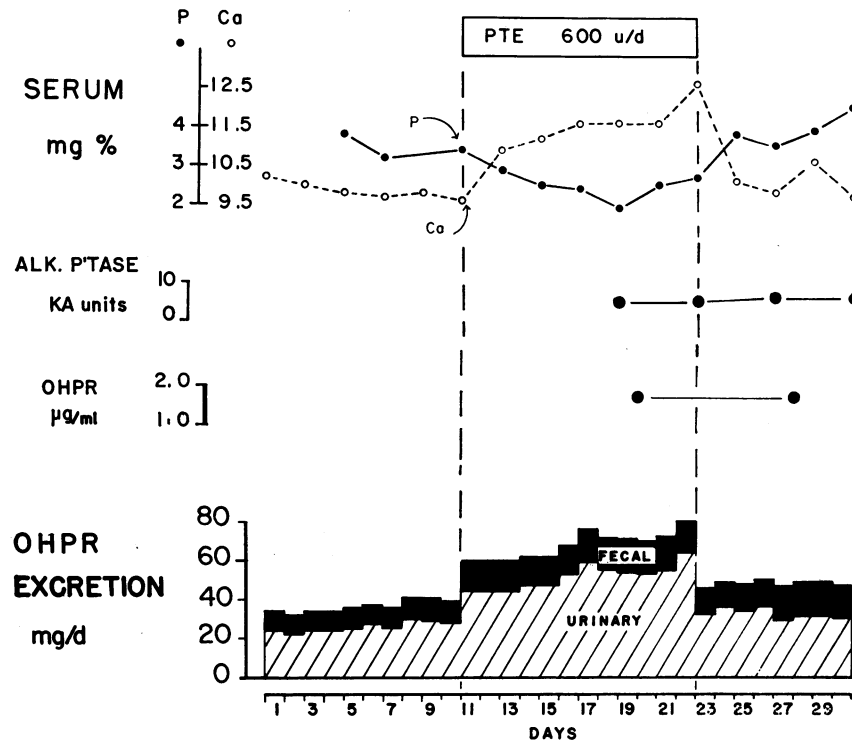 P Ca
PTE 600 u/d
SERUM
mg %
12.5
4 11.5
3 10.5
2 9.5
P
Ca
ALK. P'TASE
KA units
10
0
OHPR
µg/ml
2.0
1.0
OHPR
EXCRETION
mg/d
80
60
40
20
0
FECAL
URINARY
1 3 5 7 9 11 13 15 17 19 21 23 25 27 29
DAYS